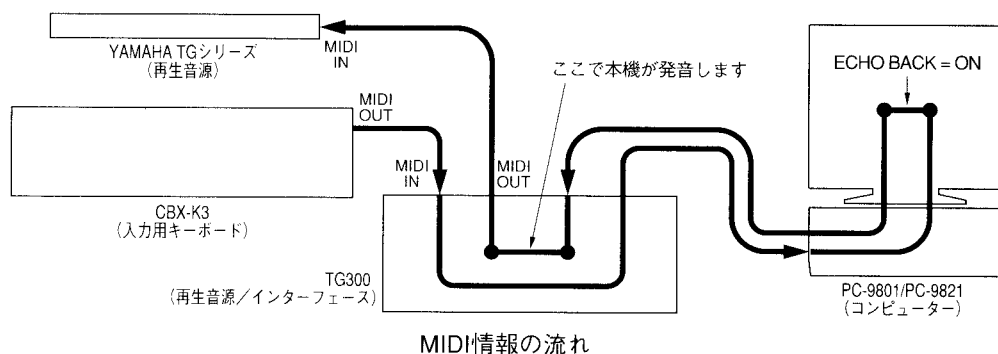 YAMAHA TGシリーズ
(再生音源)
MIDI
IN
ここで本機が発音します
ECHO BACK = ON
MIDI
OUT
MIDI
IN
MIDI
OUT
CBX-K3
(入力用キーボード)
TG300
(再生音源/インターフェース)
PC-9801/PC-9821
(コンピューター)
MIDI情報の流れ